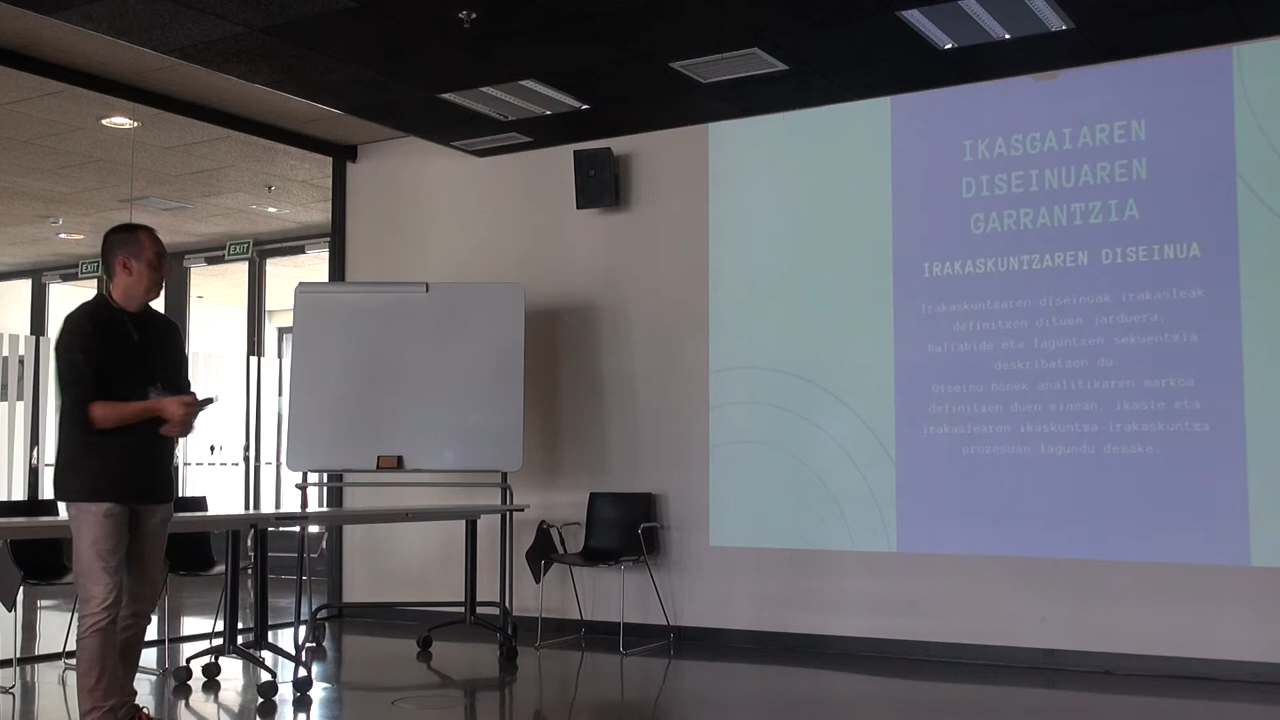 EXIT
EXIT
IKASGAIAREN
DISEINUAREN
GARRANTZIA
IRAKASKUNTZAREN DISEINUA
Irakaskuntzaren diseinuak irakasleak
definitzen dituen jarduera,
baliabide eta laguntzen sekuentzia
deskribatzen du.
Diseinu honek analitikaren markoa
definitzen duen einean, ikasle eta
irakaslearen ikaskuntza-irakaskuntza
prozesuan lagundu dezake.